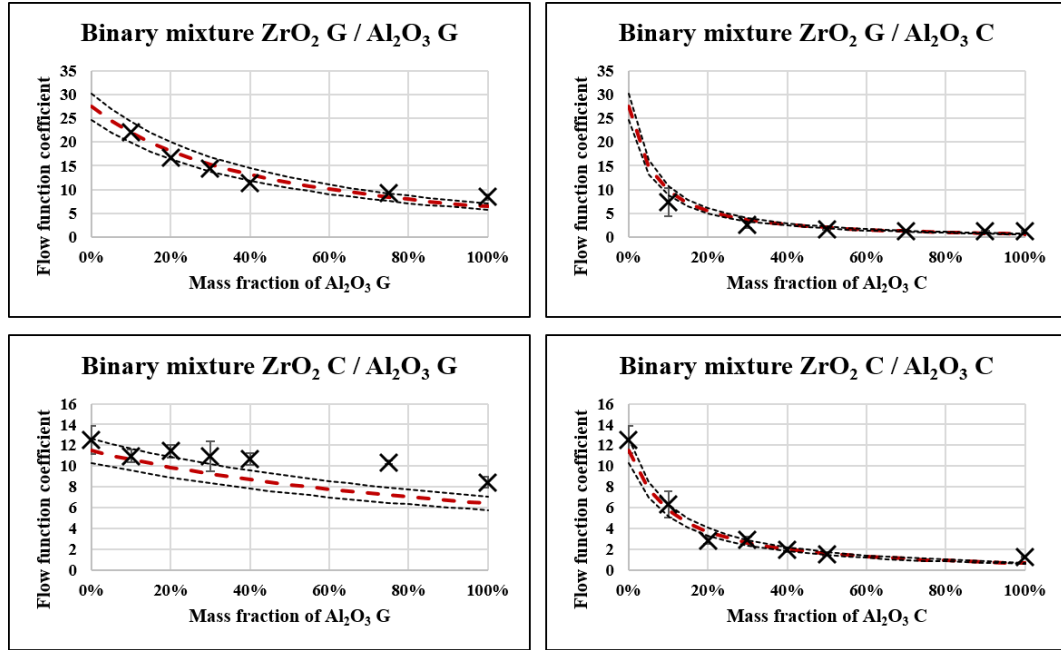 Binary mixture ZrO₂ G / Al₂O₃ G
Flow function coefficient
35
30
25
20
15
10
5
0
0% 20% 40% 60% 80% 100%
Mass fraction of Al₂O₃ G
Binary mixture ZrO₂ G / Al₂O₃ C
Flow function coefficient
35
30
25
20
15
10
5
0
0% 20% 40% 60% 80% 100%
Mass fraction of Al₂O₃ C
Binary mixture ZrO₂ C / Al₂O₃ G
Flow function coefficient
16
14
12
10
8
6
4
2
0
0% 20% 40% 60% 80% 100%
Mass fraction of Al₂O₃ G
Binary mixture ZrO₂ C / Al₂O₃ C
Flow function coefficient
16
14
12
10
8
6
4
2
0
0% 20% 40% 60% 80% 100%
Mass fraction of Al₂O₃ C